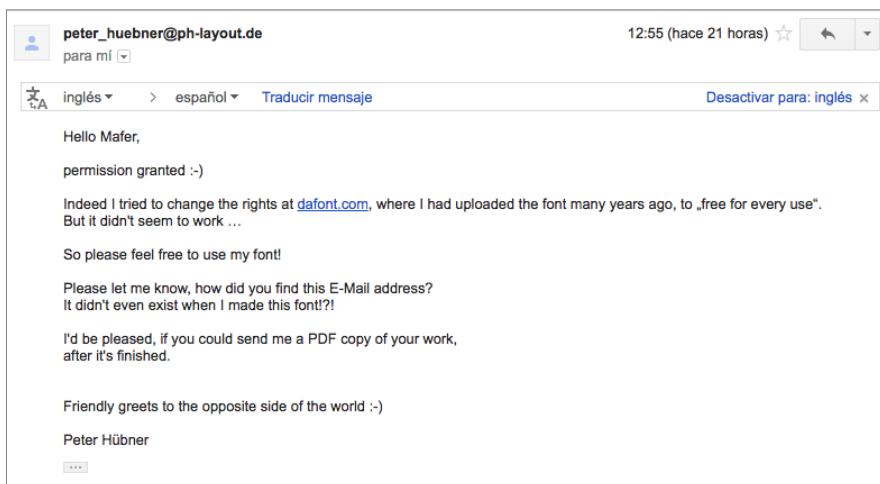 peter_huebner@ph-layout.de 12:55 (hace 21 horas)
para mí
inglés > español Traducir mensaje Desactivar para: inglés ×
Hello Mafer,
permission granted :-)
Indeed I tried to change the rights at dafont.com, where I had uploaded the font many years ago, to „free for every use“.
But it didn't seem to work …
So please feel free to use my font!
Please let me know, how did you find this E-Mail address?
It didn't even exist when I made this font!?!
I'd be pleased, if you could send me a PDF copy of your work,
after it's finished.
Friendly greets to the opposite side of the world :-)
Peter Hübner